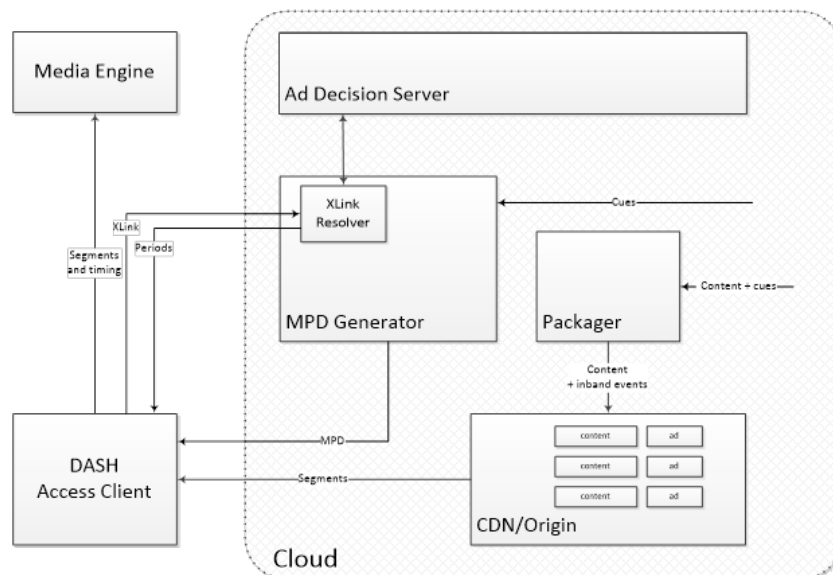 Media Engine
Ad Decision Server
XLink
Resolver
Cues
XLink
Periods
Segments
and timing
Content + cues
MPD Generator
Packager
Content
+ inband events
MPD
content
ad
DASH
Access Client
content
ad
Segments
content
ad
CDN/Origin
Cloud